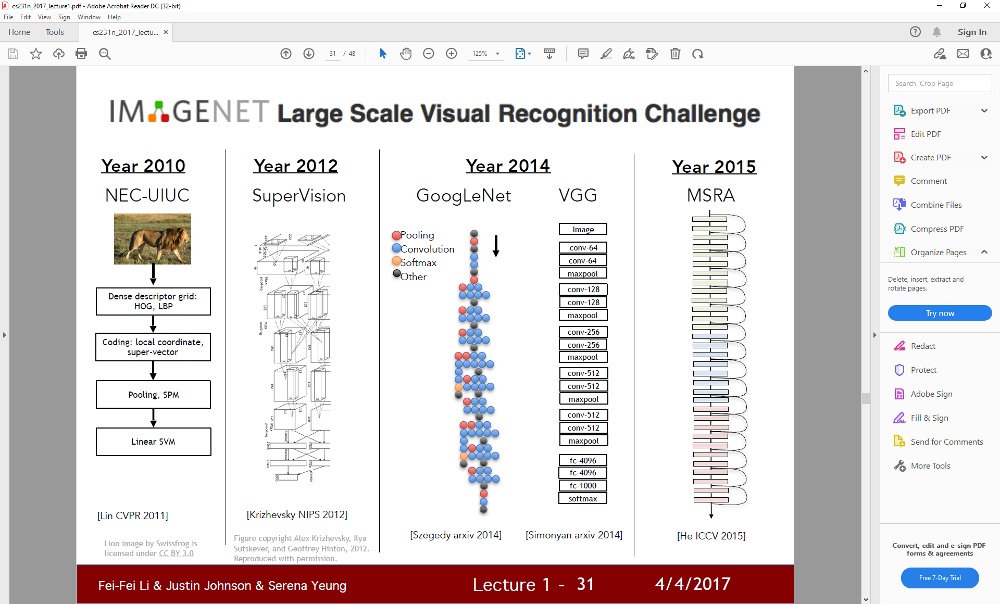 cs231n_2017_lecture1.pdf - Adobe Acrobat Reader DC (32-bit)
File Edit View Sign Window Help
Home Tools cs231n_2017_lectu... × Sign In
31 / 48 125%
IMAGENET Large Scale Visual Recognition Challenge
Year 2010
NEC-UIUC
Dense descriptor grid:
HOG, LBP
Coding: local coordinate,
super-vector
Pooling, SPM
Linear SVM
[Lin CVPR 2011]
Lion image by Swissfrog is
licensed under CC BY 3.0
Year 2012
SuperVision
[Krizhevsky NIPS 2012]
Figure copyright Alex Krizhevsky, Ilya
Sutskever, and Geoffrey Hinton, 2012.
Reproduced with permission.
Year 2014
GoogLeNet
Pooling
Convolution
Softmax
Other
[Szegedy arxiv 2014]
VGG
Image
conv-64
conv-64
maxpool
conv-128
conv-128
maxpool
conv-256
conv-256
maxpool
conv-512
conv-512
maxpool
conv-512
conv-512
maxpool
fc-4096
fc-4096
fc-1000
softmax
[Simonyan arxiv 2014]
Year 2015
MSRA
[He ICCV 2015]
Fei-Fei Li & Justin Johnson & Serena Yeung
Lecture 1 - 31
4/4/2017
Search 'Crop Page'
Export PDF
Edit PDF
Create PDF
Comment
Combine Files
Compress PDF
Organize Pages
Delete, insert, extract and
rotate pages.
Try now
Redact
Protect
Adobe Sign
Fill & Sign
Send for Comments
More Tools
Convert, edit and e-sign PDF
forms & agreements
Free 7-Day Trial